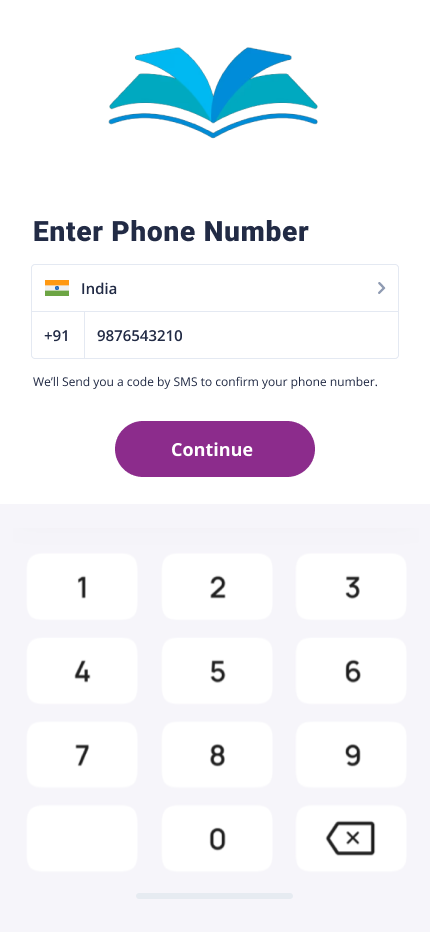 Enter Phone Number
India
+91 9876543210
We'll Send you a code by SMS to confirm your phone number.
Continue
1 2 3
4 5 6
7 8 9
0